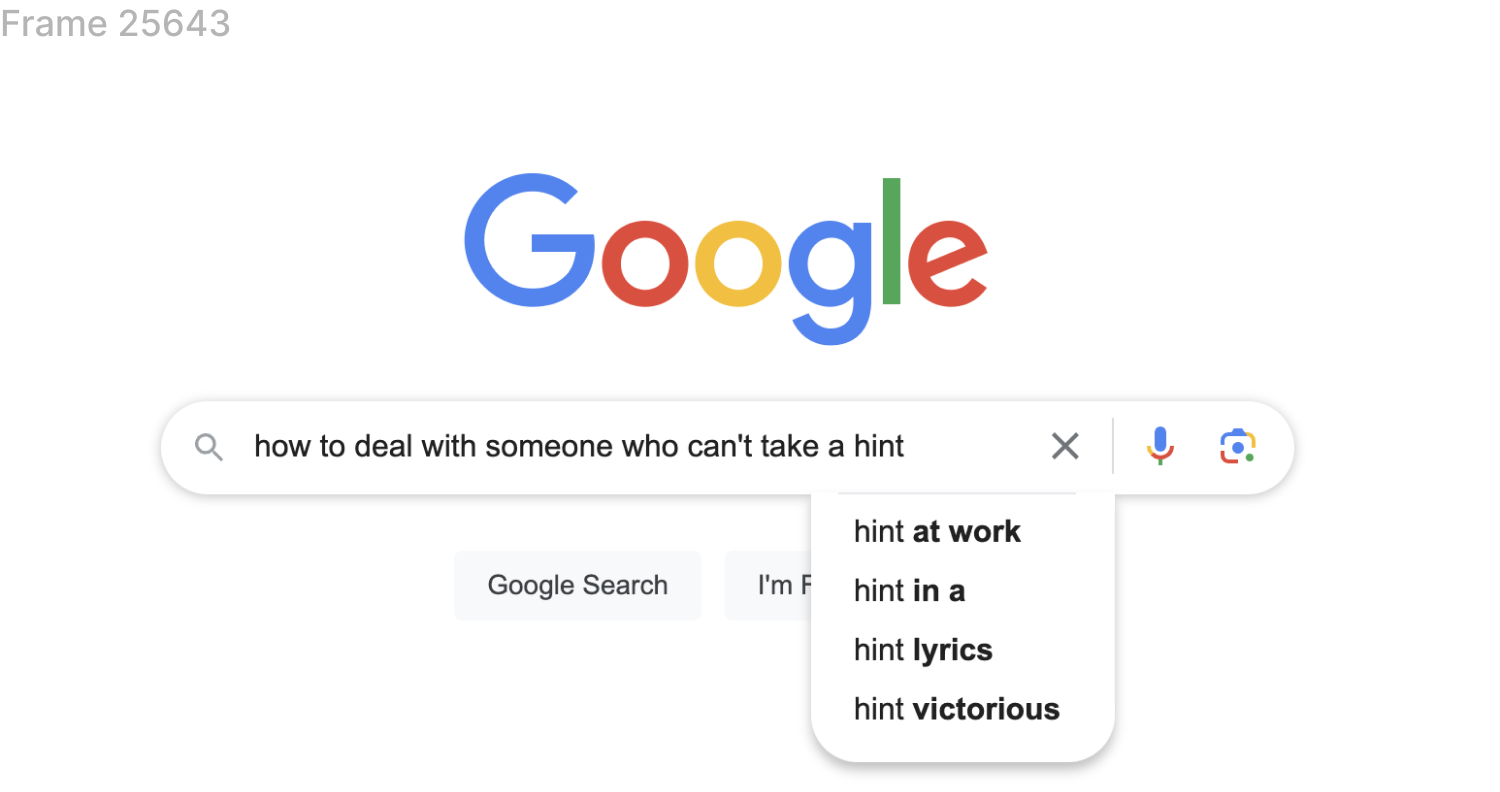 Frame 25643
Google
how to deal with someone who can't take a hint
hint at work
hint in a
hint lyrics
hint victorious
Google Search
I'm